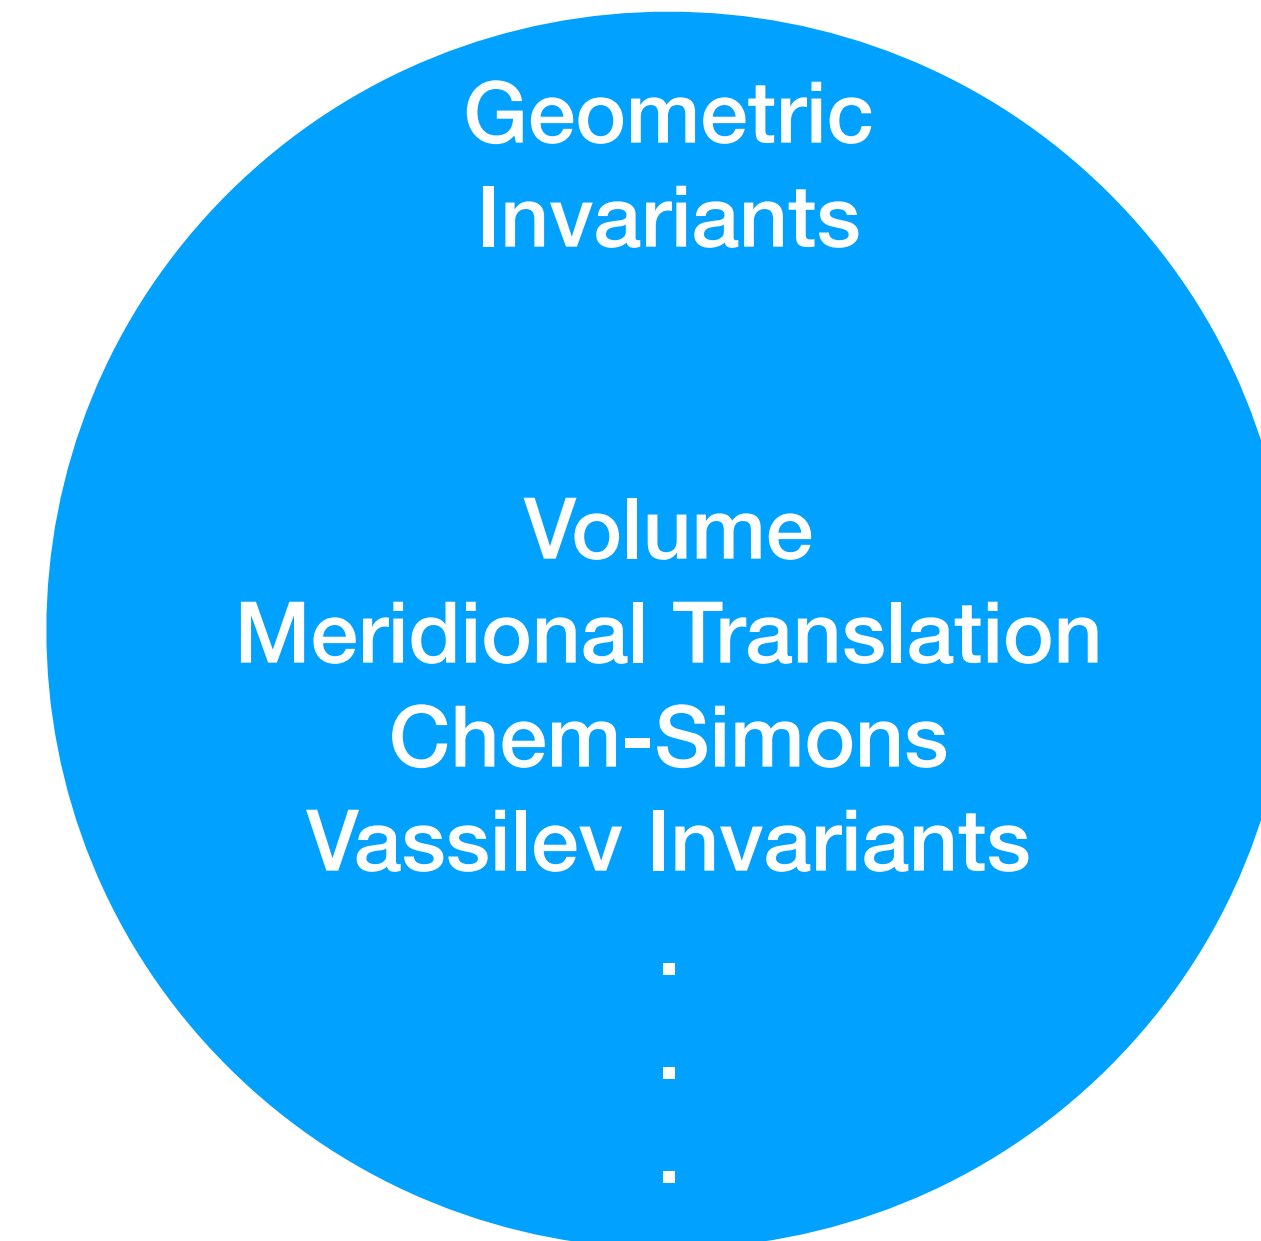 Geometric
Invariants
Volume
Meridional Translation
Chem-Simons
Vassilev Invariants
.
.
.